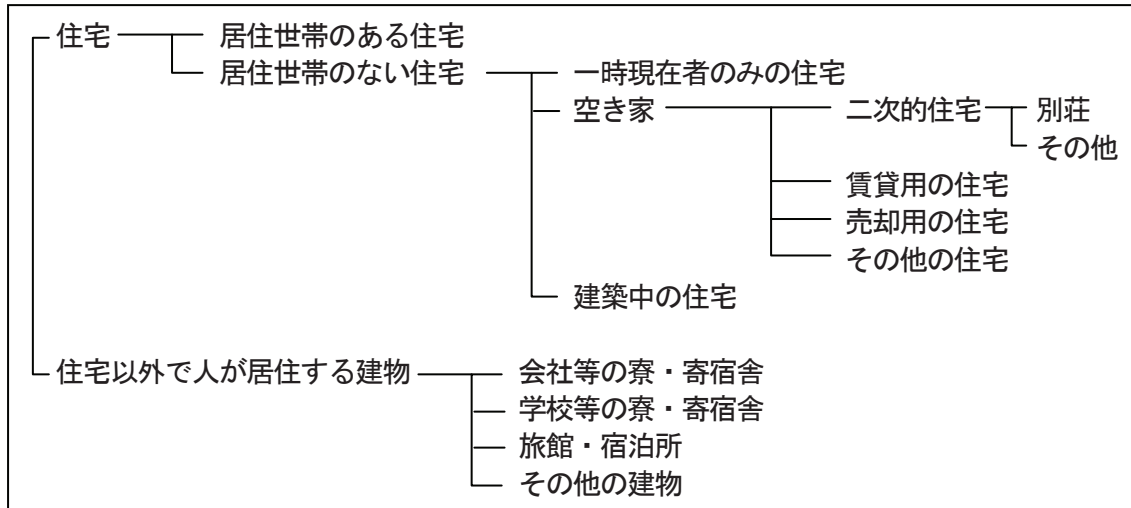 住宅 居住世帯のある住宅
居住世帯のない住宅 一時現在者のみの住宅
空き家 二次的住宅 別荘
その他
賃貸用の住宅
売却用の住宅
その他の住宅
建築中の住宅
住宅以外で人が居住する建物 会社等の寮・寄宿舎
学校等の寮・寄宿舎
旅館・宿泊所
その他の建物